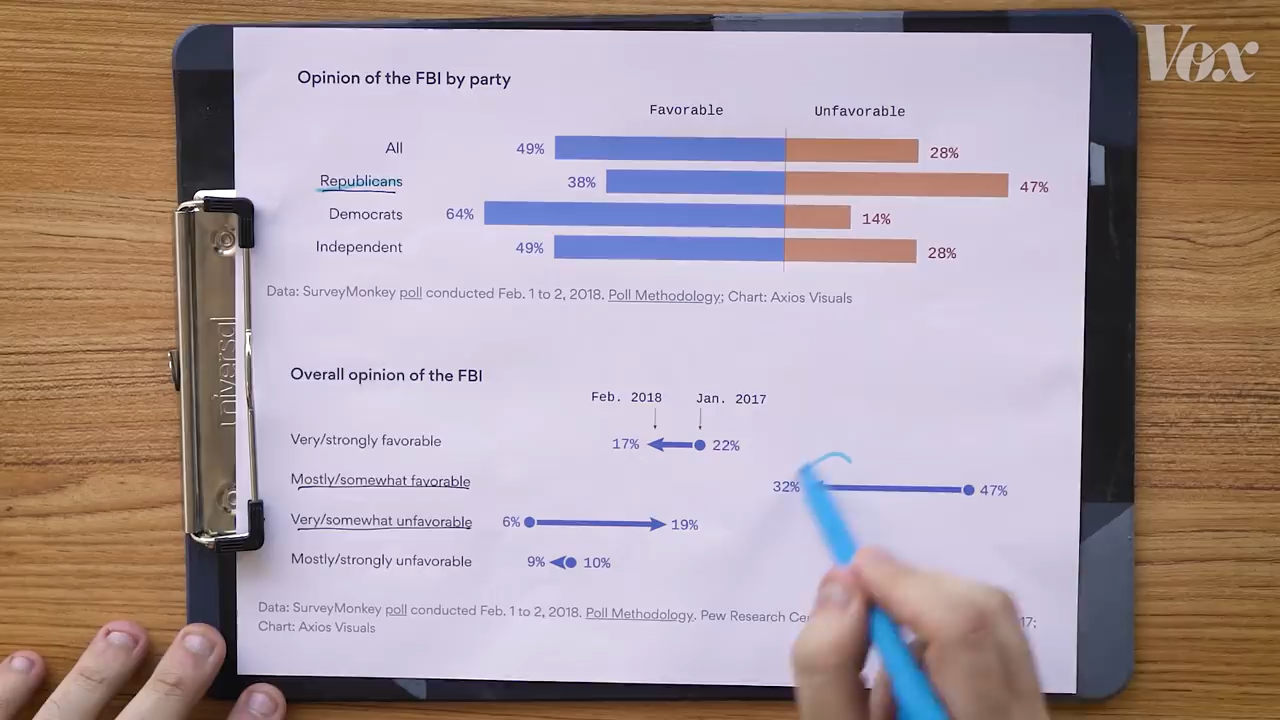 Vox
Opinion of the FBI by party
Favorable Unfavorable
All 49% 28%
Republicans 38% 47%
Democrats 64% 14%
Independent 49% 28%
Data: SurveyMonkey poll conducted Feb. 1 to 2, 2018. Poll Methodology; Chart: Axios Visuals
niversal
Overall opinion of the FBI
Feb. 2018 Jan. 2017
Very/strongly favorable 17% 22%
Mostly/somewhat favorable 32% 47%
Very/somewhat unfavorable 6% 19%
Mostly/strongly unfavorable 9% 10%
Data: SurveyMonkey poll conducted Feb. 1 to 2, 2018. Poll Methodology. Pew Research 17;
Chart: Axios Visuals